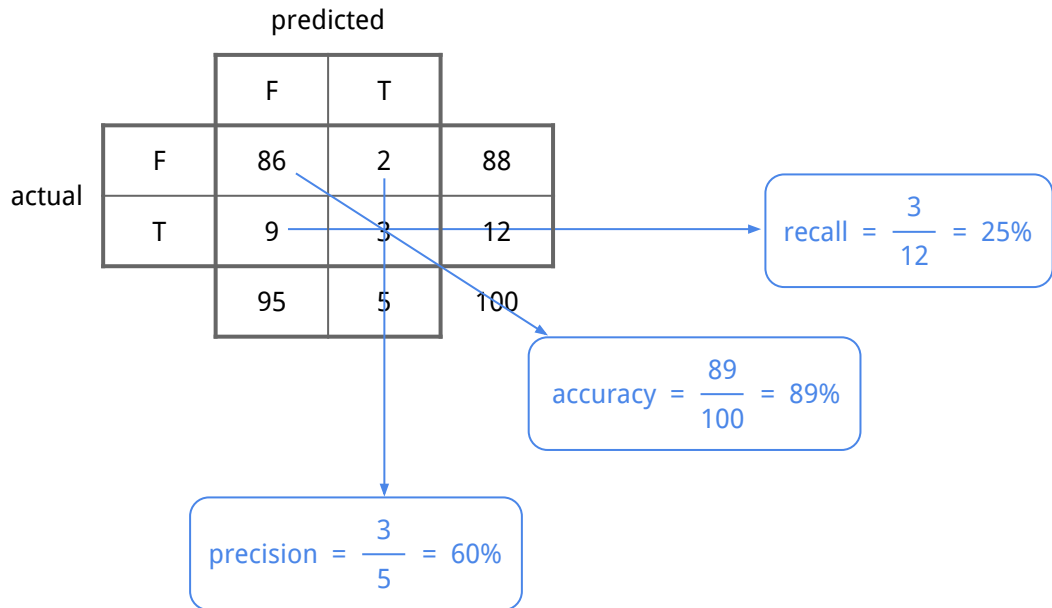 predicted
F T
F 86 2 88
actual
T 9 3 12
recall = 3/12 = 25%
95 5 100
accuracy = 89/100 = 89%
precision = 3/5 = 60%